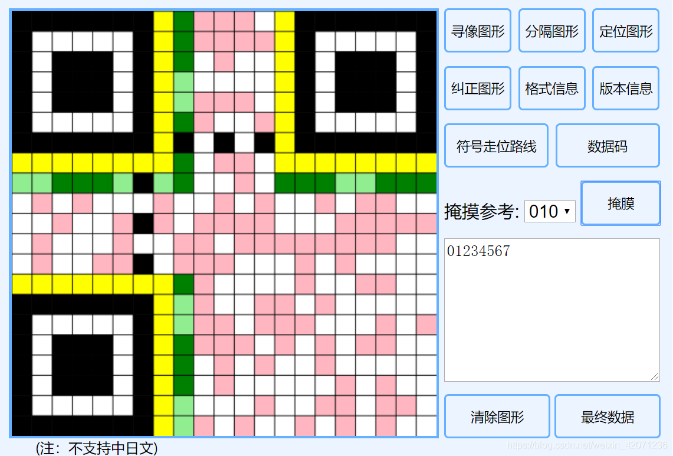 寻像图形 分隔图形 定位图形
纠正图形 格式信息 版本信息
符号走位路线 数据码
掩摸参考: 010 掩膜
01234567
清除图形 最终数据
(注：不支持中日文)